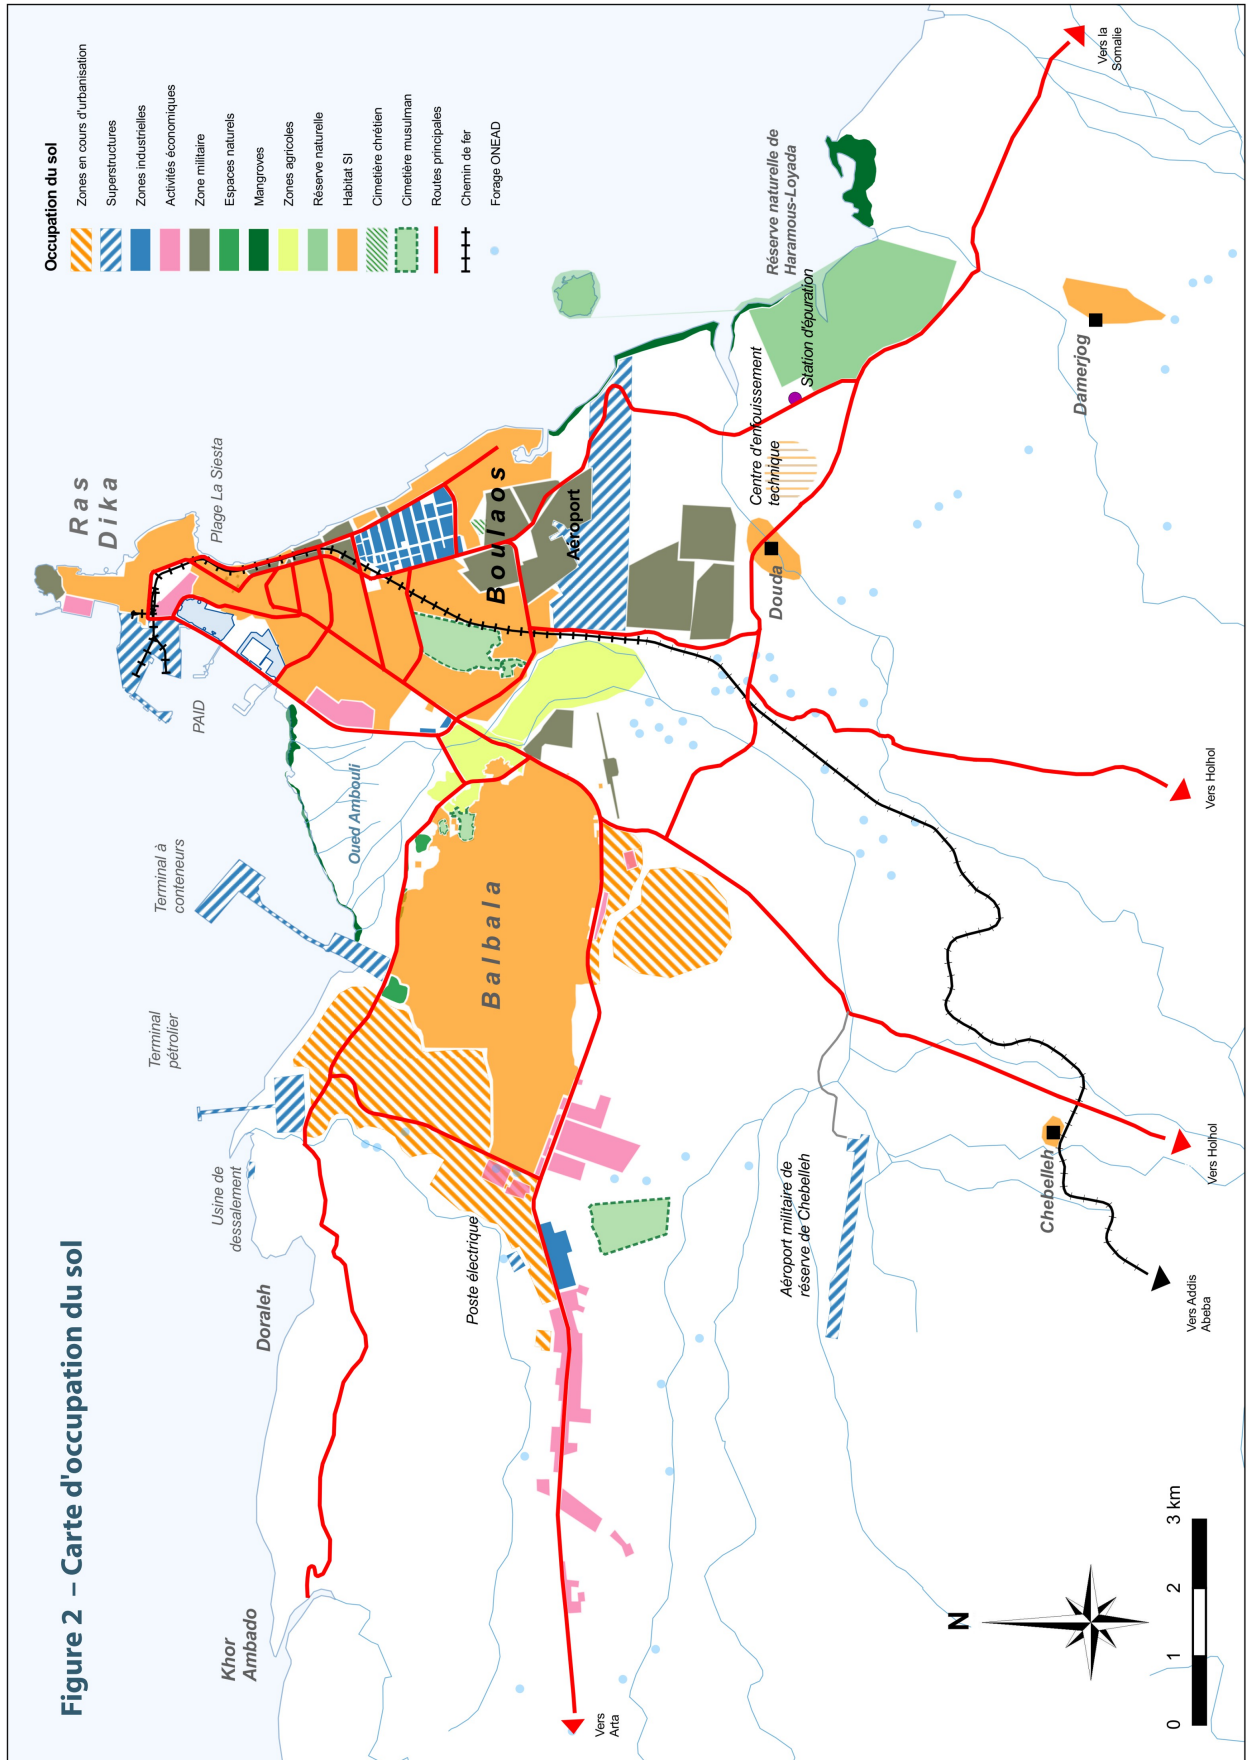 Figure 2 – Carte d'occupation du sol
Occupation du sol
Zones en cours d'urbanisation
Superstructures
Zones industrielles
Activités économiques
Zone militaire
Espaces naturels
Mangroves
Zones agricoles
Réserve naturelle
Habitat SI
Cimetière chrétien
Cimetière musulman
Routes principales
Chemin de fer
Forage ONEAD
Ras
Dika
Plage La Siesta
PAID
Terminal à
conteneurs
Terminal
pétrolier
Usine de
dessalement
Doraleh
Khor
Ambado
Oued Ambouli
Boulaos
Aéroport
Balbala
Poste électrique
Réserve naturelle de
Haramous-Loyada
Station d'épuration
Centre d'enfouissement
technique
Douda
Damerjog
Aéroport militaire de
réserve de Chebelleh
Chebelleh
Vers la
Somalie
Vers Holhol
Vers Holhol
Vers Addis
Abeba
Vers
Arta
N
0 1 2 3 km